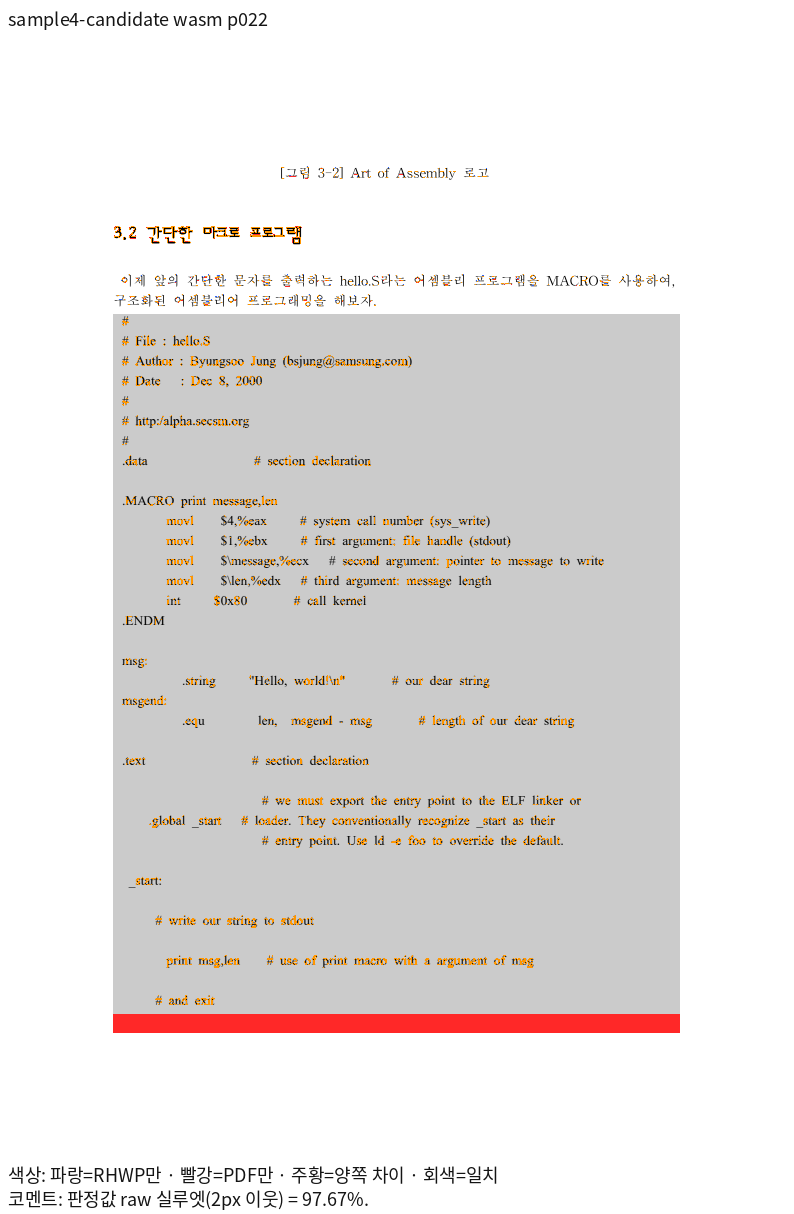 sample4-candidate wasm p022
[그림 3-2] Art of Assembly 로고
3.2 간단한 마크로 프로그램
이제 앞의 간단한 문자를 출력하는 hello.S라는 어셈블리 프로그램을 MACRO를 사용하여,
구조화된 어셈블리어 프로그래밍을 해보자.
#
# File : hello.S
# Author : Byungsoo Jung (bsjung@samsung.com)
# Date : Dec 8, 2000
#
# http:/alpha.secsm.org
#
.data # section declaration
.MACRO print message,len
movl $4,%eax # system call number (sys_write)
movl $1,%ebx # first argument: file handle (stdout)
movl $\message,%ecx # second argument: pointer to message to write
movl $\len,%edx # third argument: message length
int $0x80 # call kernel
.ENDM
msg:
.string "Hello, world!\n" # our dear string
msgend:
.equ len, msgend - msg # length of our dear string
.text # section declaration
# we must export the entry point to the ELF linker or
.global _start # loader. They conventionally recognize _start as their
# entry point. Use ld -e foo to override the default.
_start:
# write our string to stdout
print msg,len # use of print macro with a argument of msg
# and exit
색상: 파랑=RHWP만 · 빨강=PDF만 · 주황=양쪽 차이 · 회색=일치
코멘트: 판정값 raw 실루엣(2px 이웃) = 97.67%.